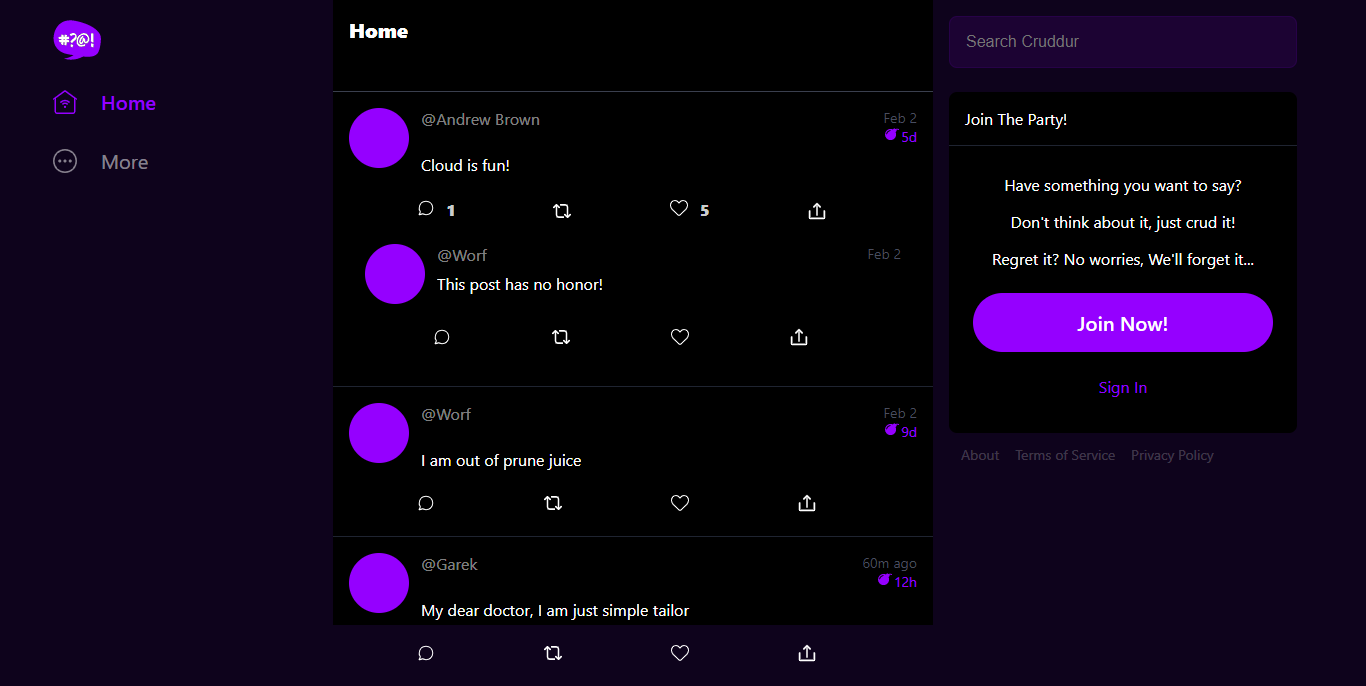 #?@!
Home
More
Home
@Andrew Brown
Feb 2
5d
Cloud is fun!
1
5
@Worf
Feb 2
This post has no honor!
@Worf
Feb 2
9d
I am out of prune juice
@Garek
60m ago
12h
My dear doctor, I am just simple tailor
Search Cruddur
Join The Party!
Have something you want to say?
Don't think about it, just crud it!
Regret it? No worries, We'll forget it...
Join Now!
Sign In
About Terms of Service Privacy Policy